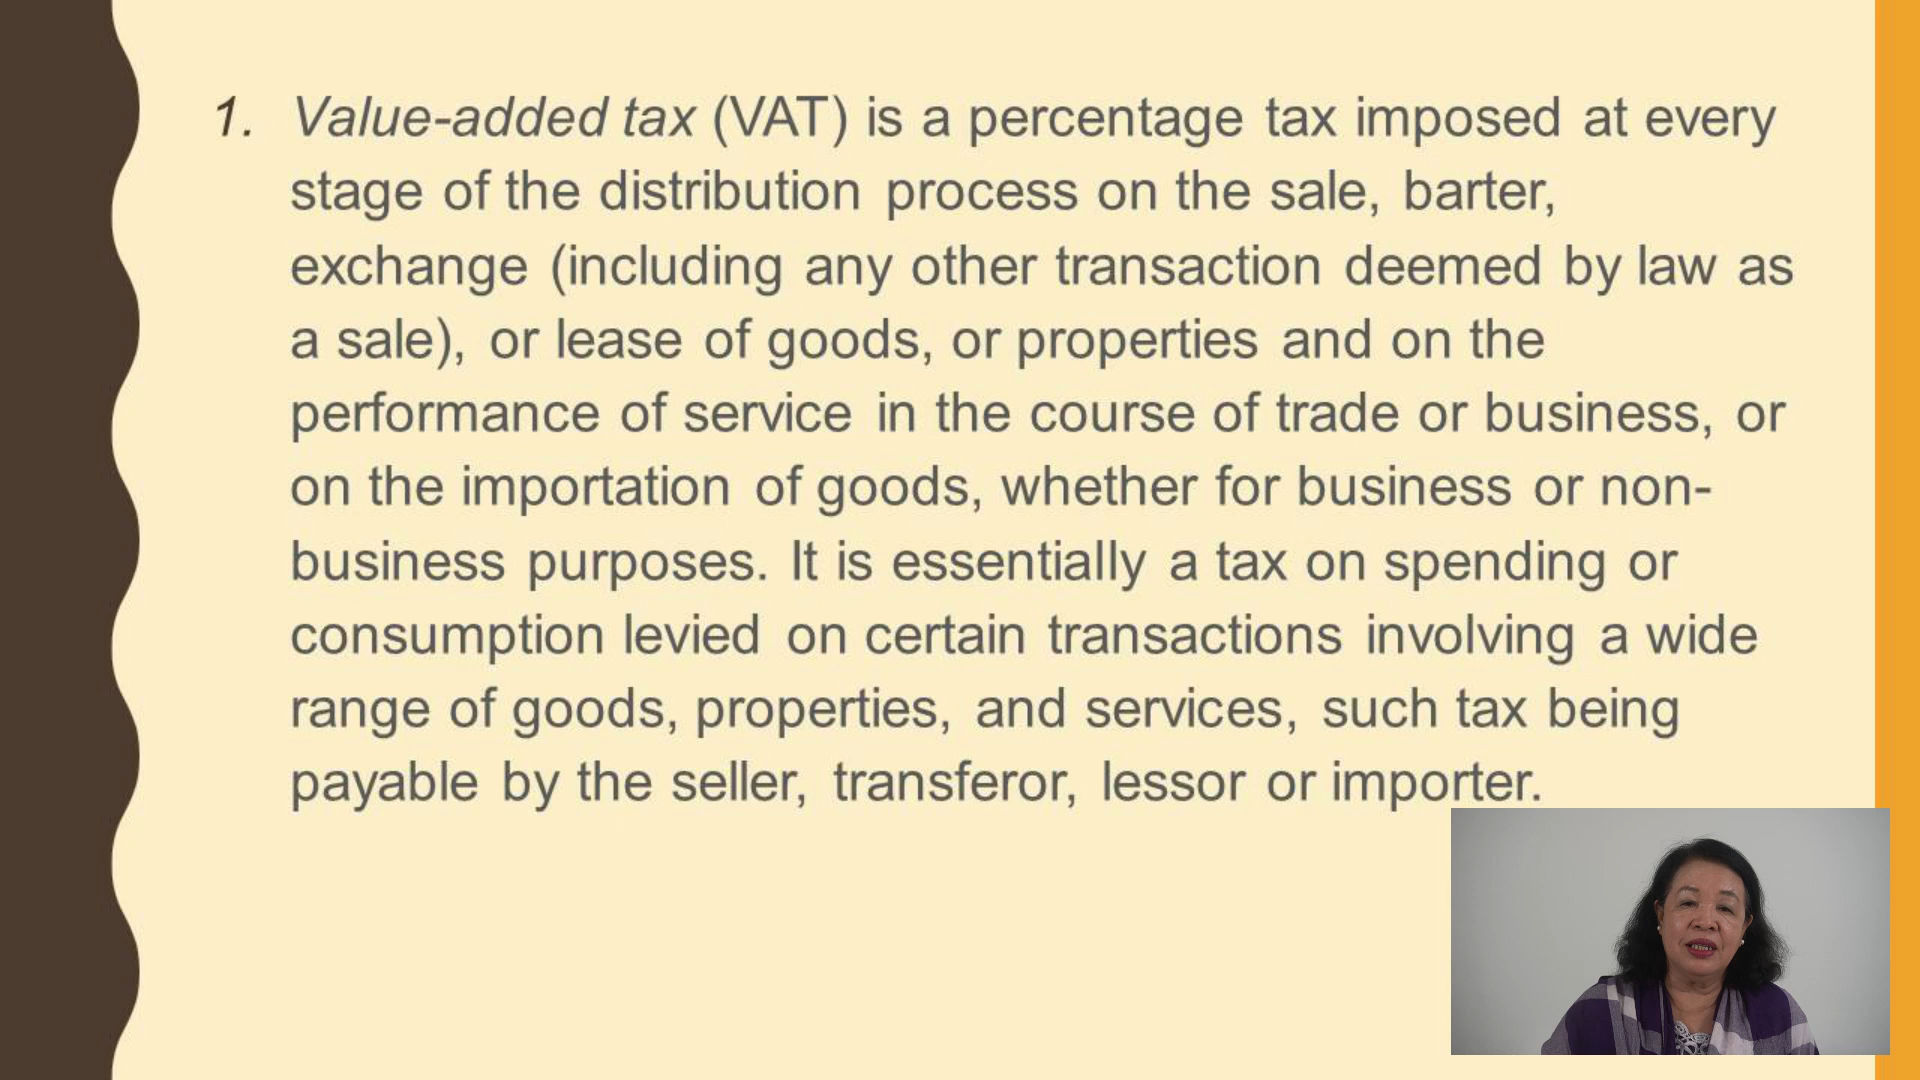 1. Value-added tax (VAT) is a percentage tax imposed at every
stage of the distribution process on the sale, barter,
exchange (including any other transaction deemed by law as
a sale), or lease of goods, or properties and on the
performance of service in the course of trade or business, or
on the importation of goods, whether for business or non-
business purposes. It is essentially a tax on spending or
consumption levied on certain transactions involving a wide
range of goods, properties, and services, such tax being
payable by the seller, transferor, lessor or importer.